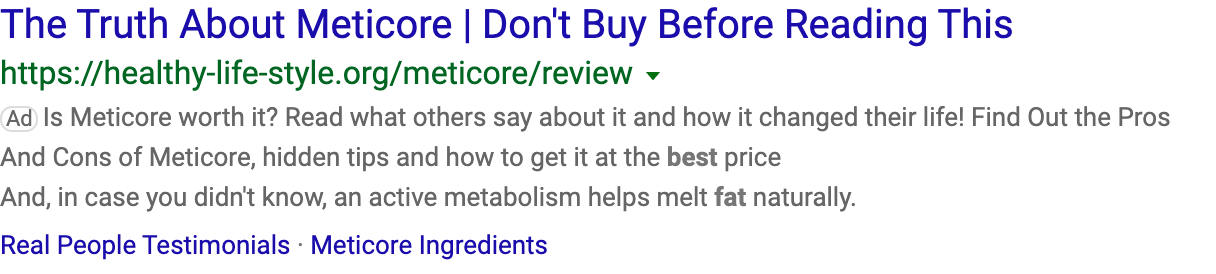 The Truth About Meticore | Don't Buy Before Reading This
https://healthy-life-style.org/meticore/review
Ad Is Meticore worth it? Read what others say about it and how it changed their life! Find Out the Pros
And Cons of Meticore, hidden tips and how to get it at the best price
And, in case you didn't know, an active metabolism helps melt fat naturally.
Real People Testimonials · Meticore Ingredients